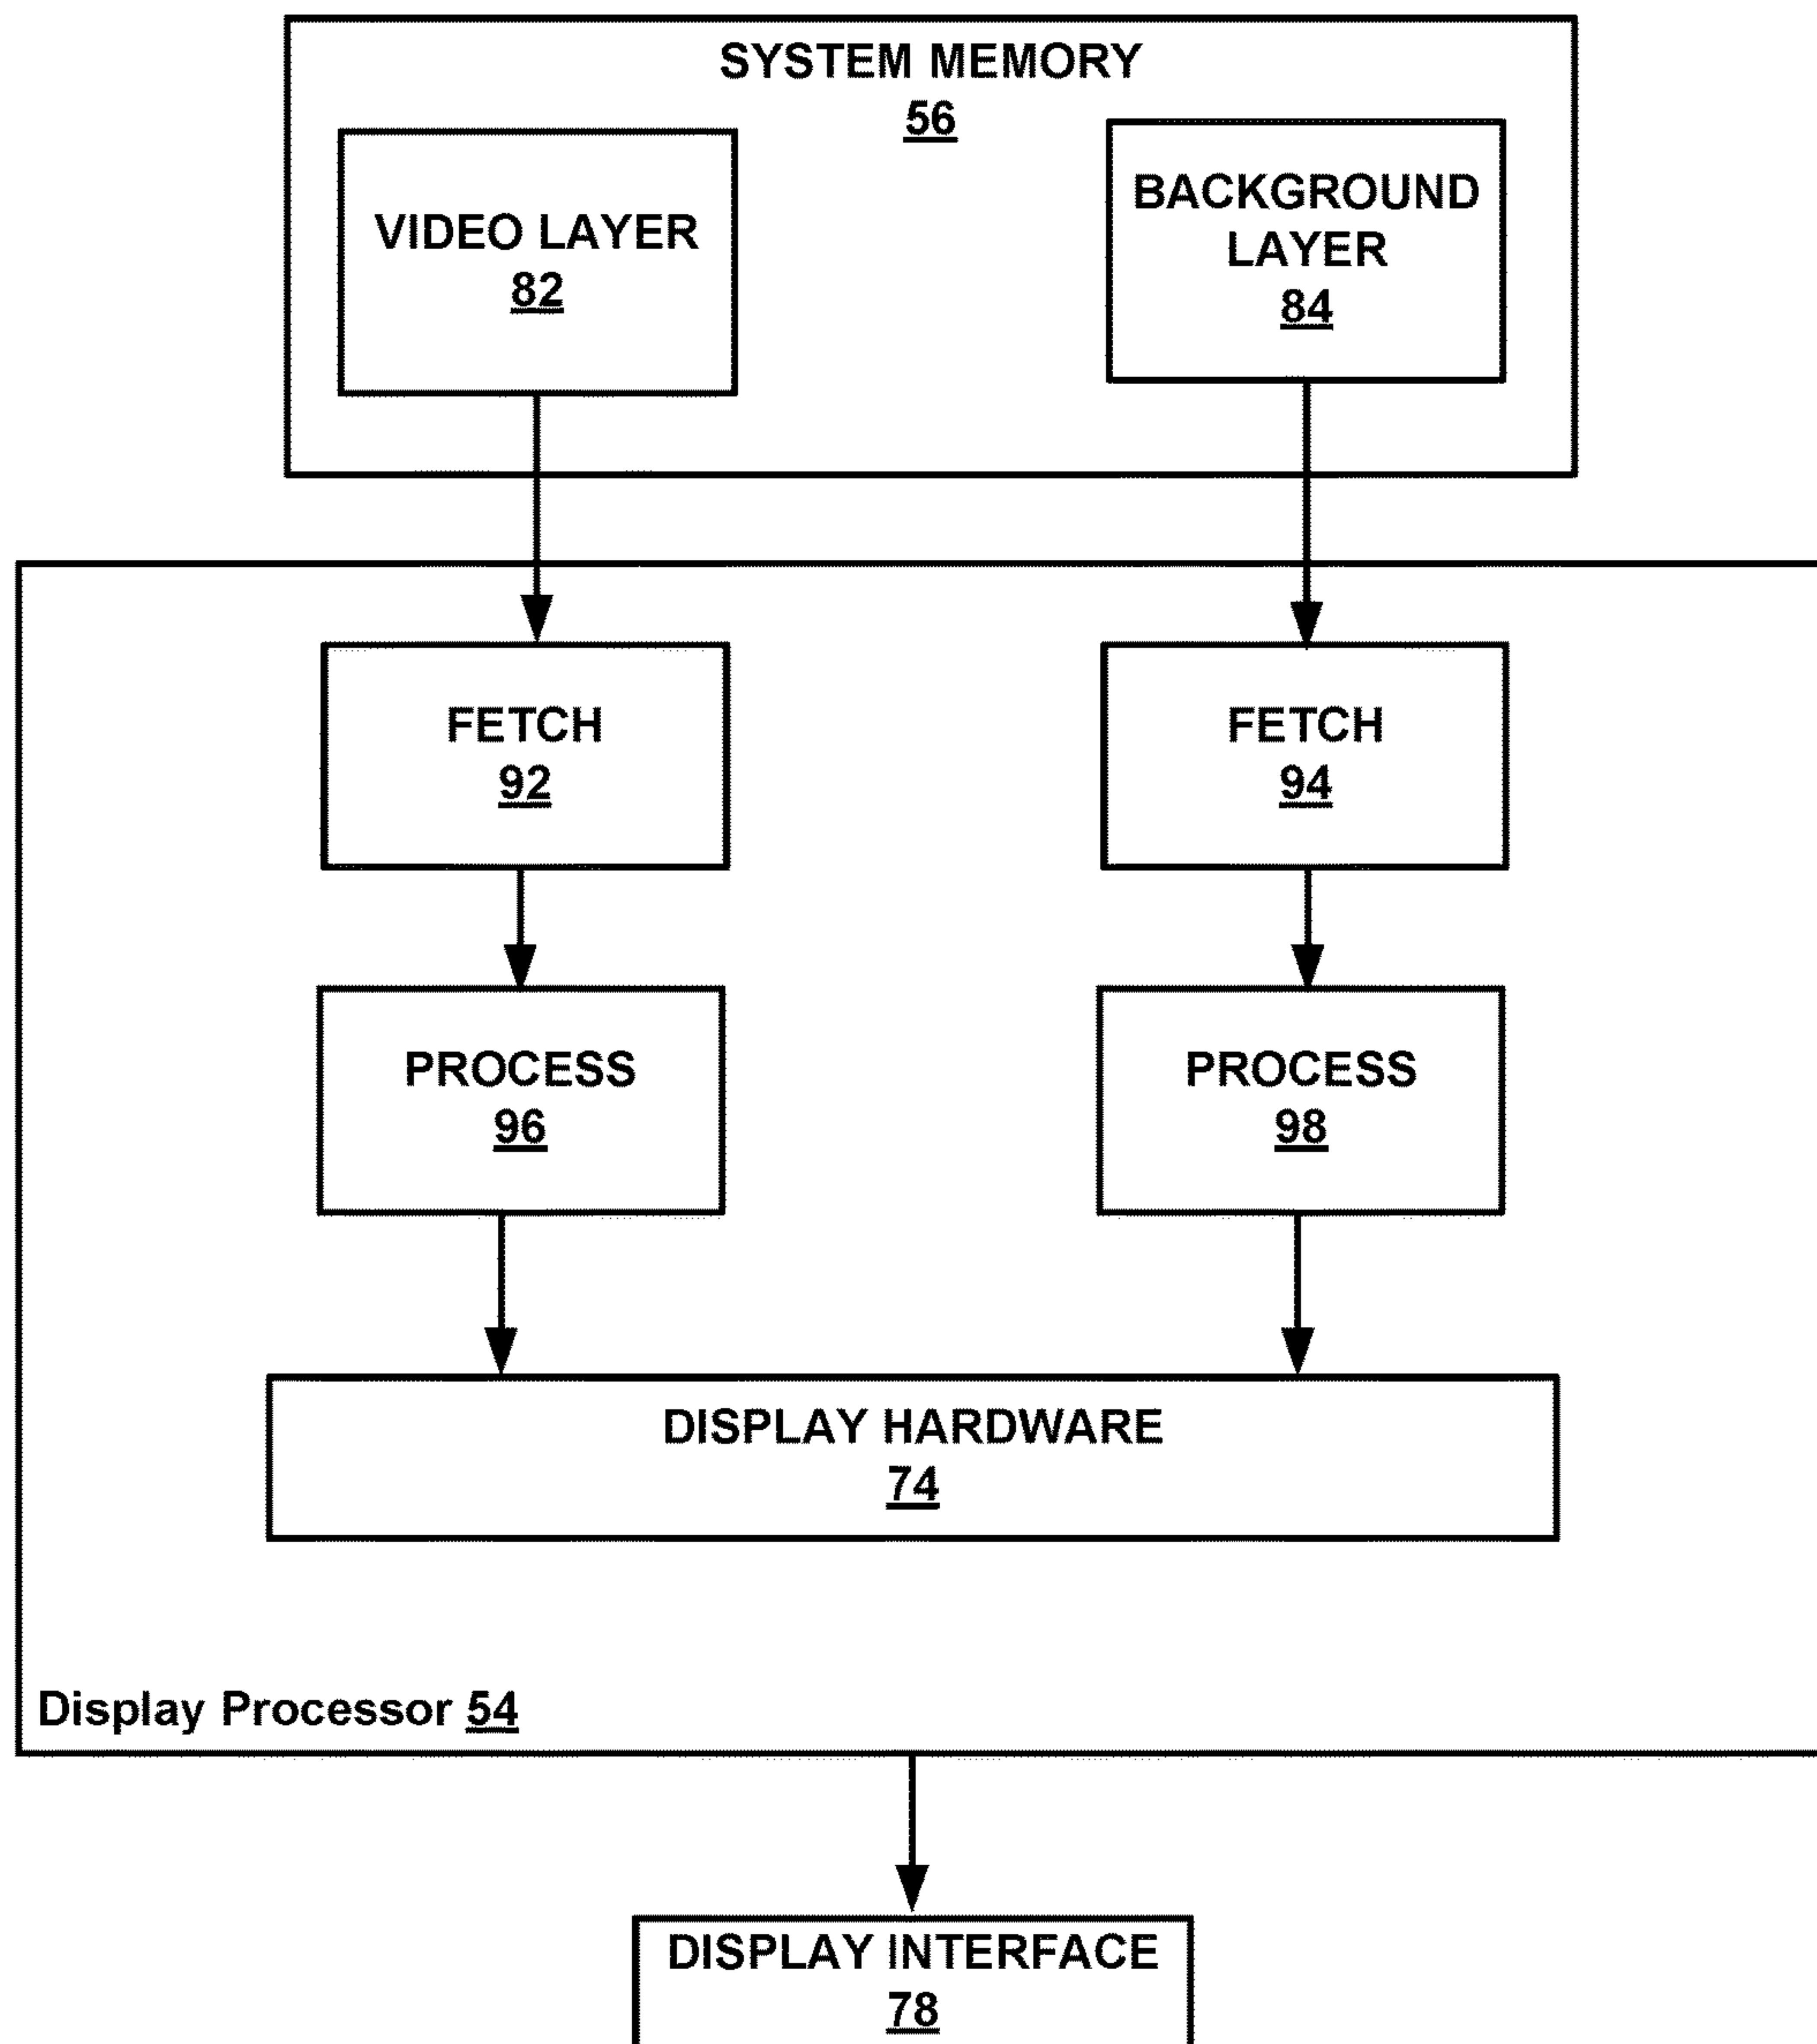 SYSTEM MEMORY
56
VIDEO LAYER
82
BACKGROUND
LAYER
84
FETCH
92
FETCH
94
PROCESS
96
PROCESS
98
DISPLAY HARDWARE
74
Display Processor 54
DISPLAY INTERFACE
78